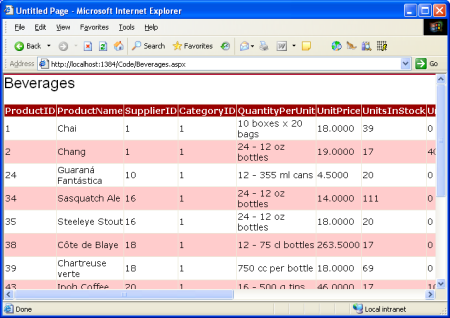 Untitled Page - Microsoft Internet Explorer
File Edit View Favorites Tools Help
Back Search Favorites
Address http://localhost:1384/Code/Beverages.aspx Go
Beverages
ProductID ProductName SupplierID CategoryID QuantityPerUnit UnitPrice UnitsInStock
1 Chai 1 1 10 boxes x 20 bags 18.0000 39 0
2 Chang 1 1 24 - 12 oz bottles 19.0000 17
24 Guaraná Fantástica 10 1 12 - 355 ml cans 4.5000 20 0
34 Sasquatch Ale 16 1 24 - 12 oz bottles 14.0000 111 0
35 Steeleye Stout 16 1 24 - 12 oz bottles 18.0000 20 0
38 Côte de Blaye 18 1 12 - 75 cl bottles 263.5000 17 0
39 Chartreuse verte 18 1 750 cc per bottle 18.0000 69 0
43 Ipoh Coffee 20 1 16 - 500 g tins 46.0000 17
Done Local intranet